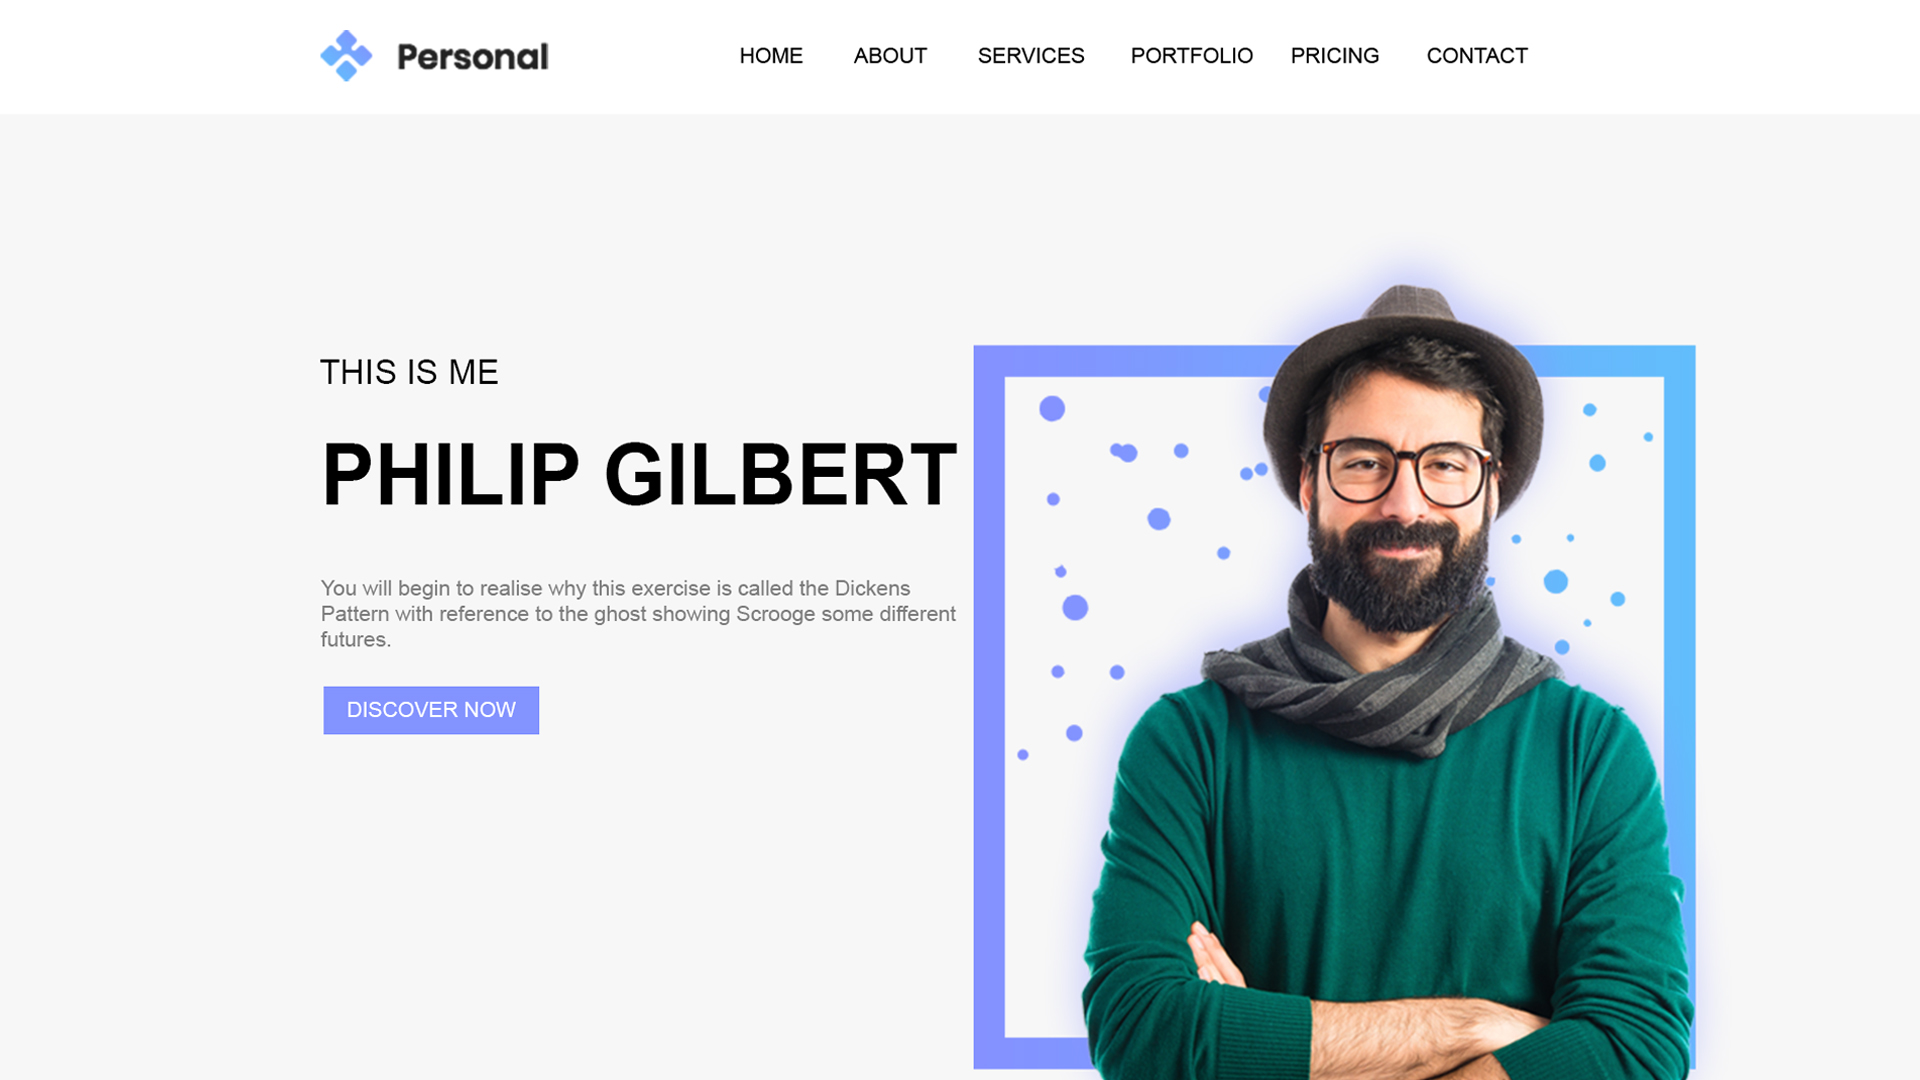 Personal
HOME ABOUT SERVICES PORTFOLIO PRICING CONTACT
THIS IS ME
PHILIP GILBERT
You will begin to realise why this exercise is called the Dickens
Pattern with reference to the ghost showing Scrooge some different
futures.
DISCOVER NOW